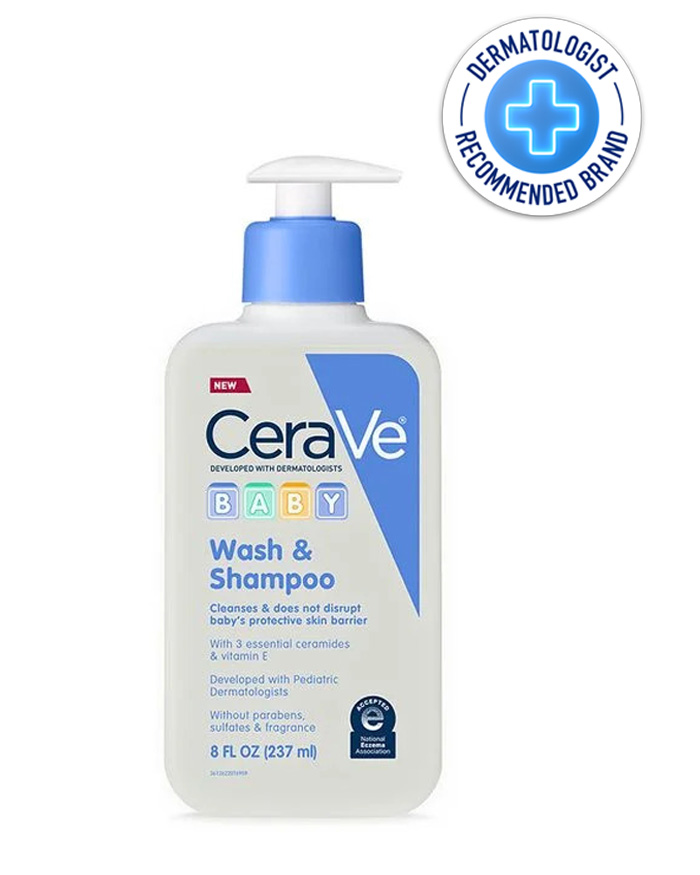 DERMATOLOGIST
RECOMMENDED BRAND
NEW
CeraVe®
DEVELOPED WITH DERMATOLOGISTS
BABY
Wash &
Shampoo
Cleanses & does not disrupt
baby's protective skin barrier
With 3 essential ceramides
& vitamin E
Developed with Pediatric
Dermatologists
Without parabens,
sulfates & fragrance
ACCEPTED
e
National
Eczema
Association
8 FL OZ (237 ml)